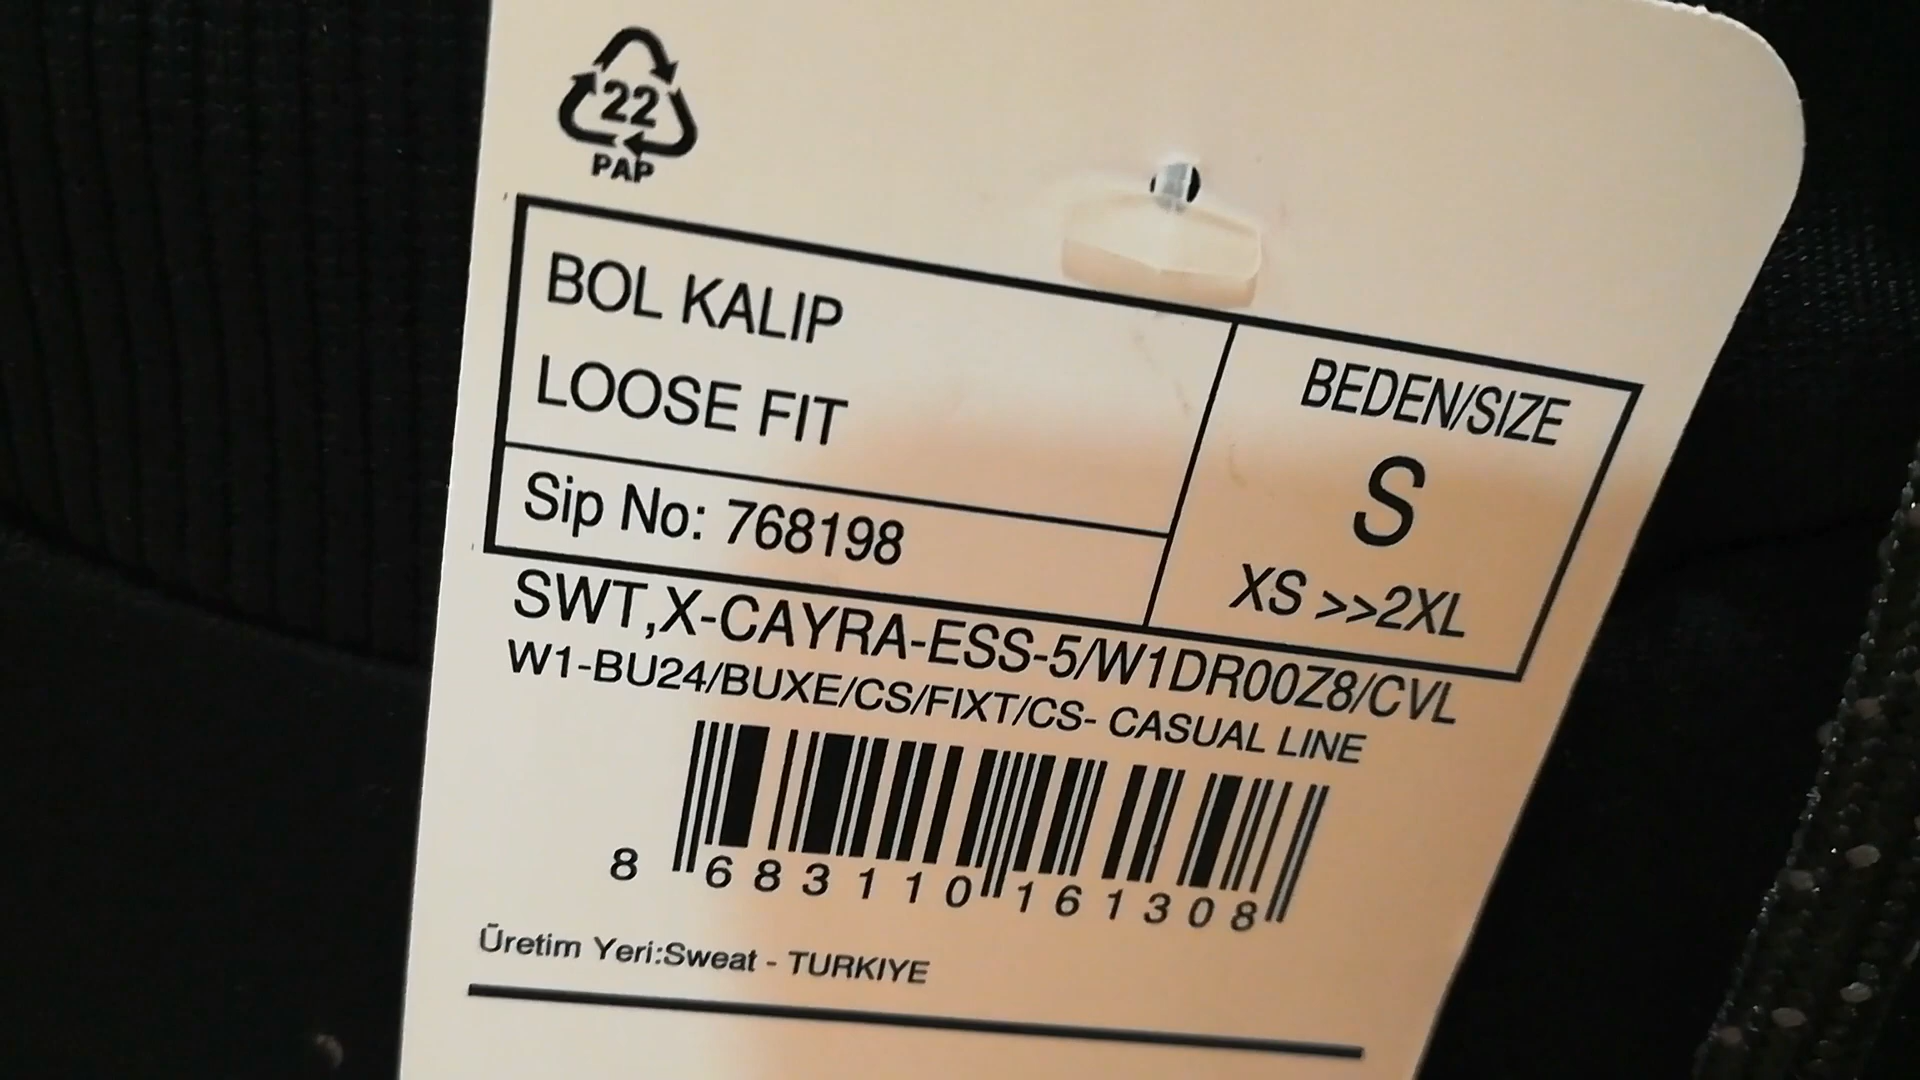 22
PAP
BOL KALIP
LOOSE FIT
Sip No: 768198
BEDEN/SIZE
S
XS >>2XL
SWT,X-CAYRA-ESS-5/W1DR00Z8/CVL
W1-BU24/BUXE/CS/FIXT/CS- CASUAL LINE
8 683110 161308
Üretim Yeri:Sweat - TURKIYE